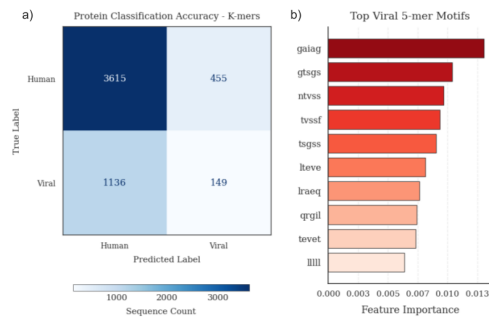 a)
Protein Classification Accuracy - K-mers
True Label
Human
3615
455
Viral
1136
149
Human
Viral
Predicted Label
1000
2000
3000
Sequence Count
b)
Top Viral 5-mer Motifs
gaiag
gtsgs
ntvss
tvssf
tsgss
lteve
lraeq
qrgil
tevet
lllll
0.000
0.003
0.005
0.007
0.010
0.013
Feature Importance